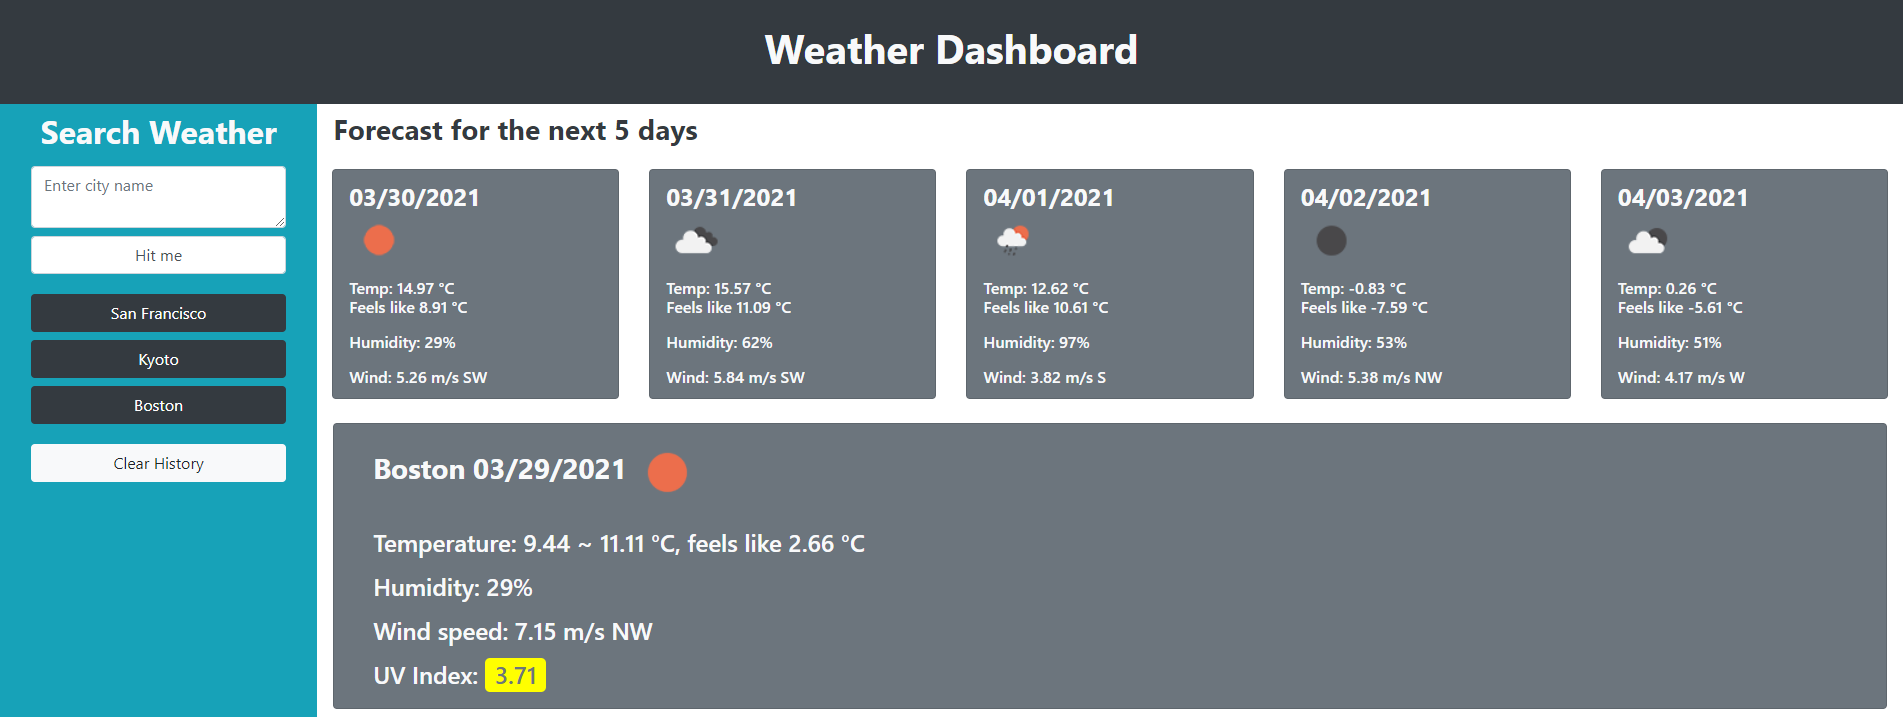 Weather Dashboard
Search Weather
Enter city name
Hit me
San Francisco
Kyoto
Boston
Clear History
Forecast for the next 5 days
03/30/2021
Temp: 14.97 °C
Feels like 8.91 °C
Humidity: 29%
Wind: 5.26 m/s SW
03/31/2021
Temp: 15.57 °C
Feels like 11.09 °C
Humidity: 62%
Wind: 5.84 m/s SW
04/01/2021
Temp: 12.62 °C
Feels like 10.61 °C
Humidity: 97%
Wind: 3.82 m/s S
04/02/2021
Temp: -0.83 °C
Feels like -7.59 °C
Humidity: 53%
Wind: 5.38 m/s NW
04/03/2021
Temp: 0.26 °C
Feels like -5.61 °C
Humidity: 51%
Wind: 4.17 m/s W
Boston 03/29/2021
Temperature: 9.44 ~ 11.11 °C, feels like 2.66 °C
Humidity: 29%
Wind speed: 7.15 m/s NW
UV Index: 3.71